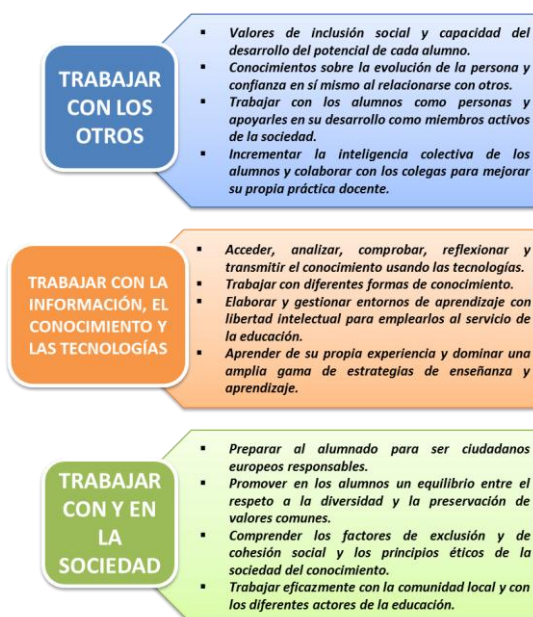 TRABAJAR
CON LOS
OTROS
▪ Valores de inclusión social y capacidad del
desarrollo del potencial de cada alumno.
▪ Conocimientos sobre la evolución de la persona y
confianza en sí mismo al relacionarse con otros.
▪ Trabajar con los alumnos como personas y
apoyarles en su desarrollo como miembros activos
de la sociedad.
▪ Incrementar la inteligencia colectiva de los
alumnos y colaborar con los colegas para mejorar
su propia práctica docente.
TRABAJAR CON LA
INFORMACIÓN, EL
CONOCIMIENTO Y
LAS TECNOLOGÍAS
▪ Acceder, analizar, comprobar, reflexionar y
transmitir el conocimiento usando las tecnologías.
▪ Trabajar con diferentes formas de conocimiento.
▪ Elaborar y gestionar entornos de aprendizaje con
libertad intelectual para emplearlos al servicio de
la educación.
▪ Aprender de su propia experiencia y dominar una
amplia gama de estrategias de enseñanza y
aprendizaje.
TRABAJAR
CON Y EN
LA
SOCIEDAD
▪ Preparar al alumnado para ser ciudadanos
europeos responsables.
▪ Promover en los alumnos un equilibrio entre el
respeto a la diversidad y la preservación de
valores comunes.
▪ Comprender los factores de exclusión y de
cohesión social y los principios éticos de la
sociedad del conocimiento.
▪ Trabajar eficazmente con la comunidad local y con
los diferentes actores de la educación.